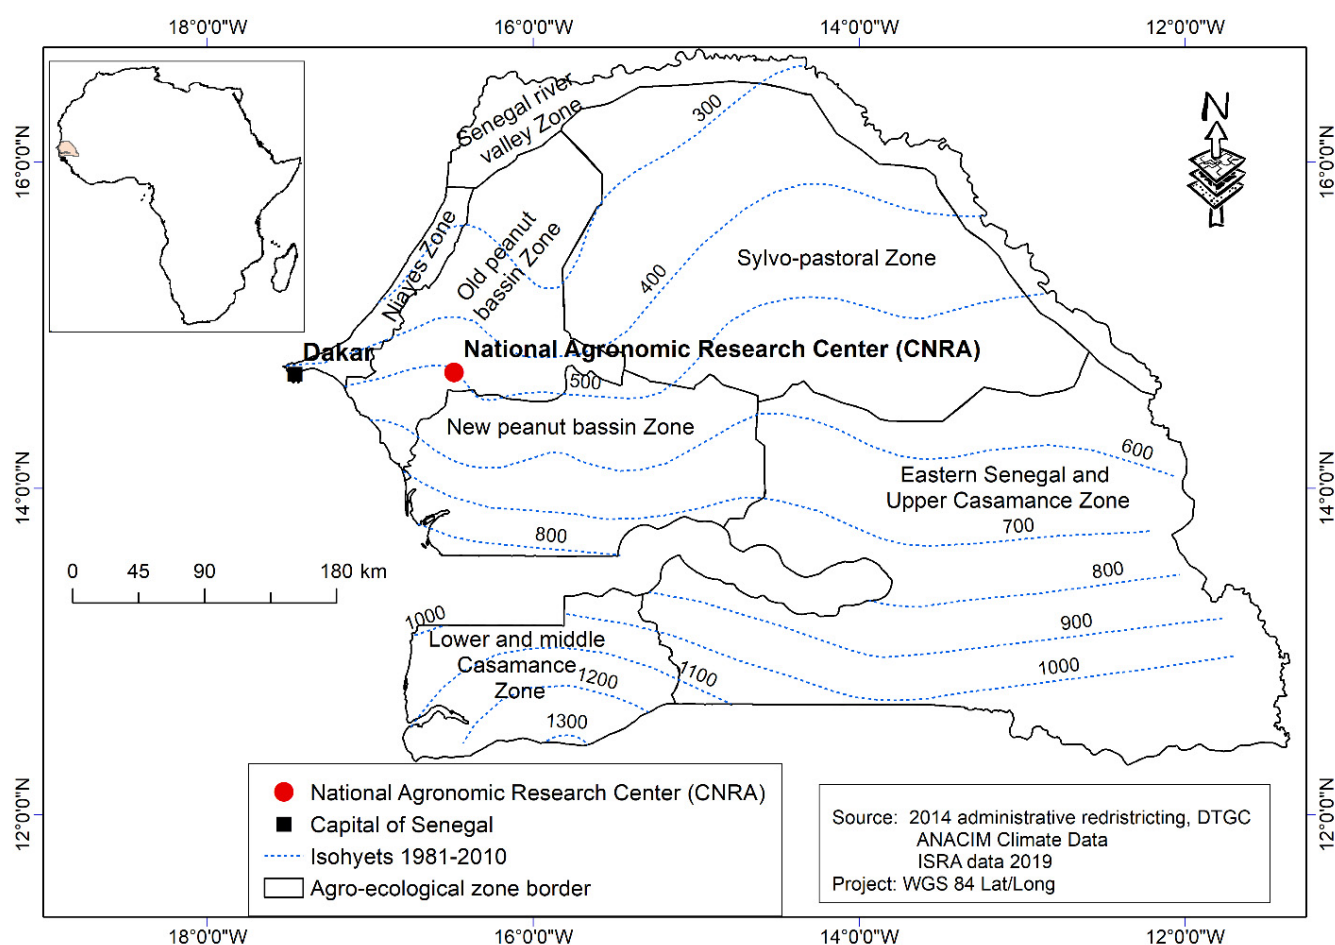 18°0'0"W
16°0'0"W
14°0'0"W
12°0'0"W
16°0'0"N
14°0'0"N
12°0'0"N
16°0'0"N
14°0'0"N
12°0'0"N
N
Senegal river
valley Zone
300
Niayes Zone
Old peanut
bassin Zone
400
Sylvo-pastoral Zone
Dakar
National Agronomic Research Center (CNRA)
500
New peanut bassin Zone
600
Eastern Senegal and
Upper Casamance Zone
700
800
800
900
1000
0 45 90 180 km
1000
Lower and middle
Casamance
Zone
1100
1200
1300
National Agronomic Research Center (CNRA)
Capital of Senegal
Isohyets 1981-2010
Agro-ecological zone border
Source: 2014 administrative redristricting, DTGC
ANACIM Climate Data
ISRA data 2019
Project: WGS 84 Lat/Long
18°0'0"W
16°0'0"W
14°0'0"W
12°0'0"W